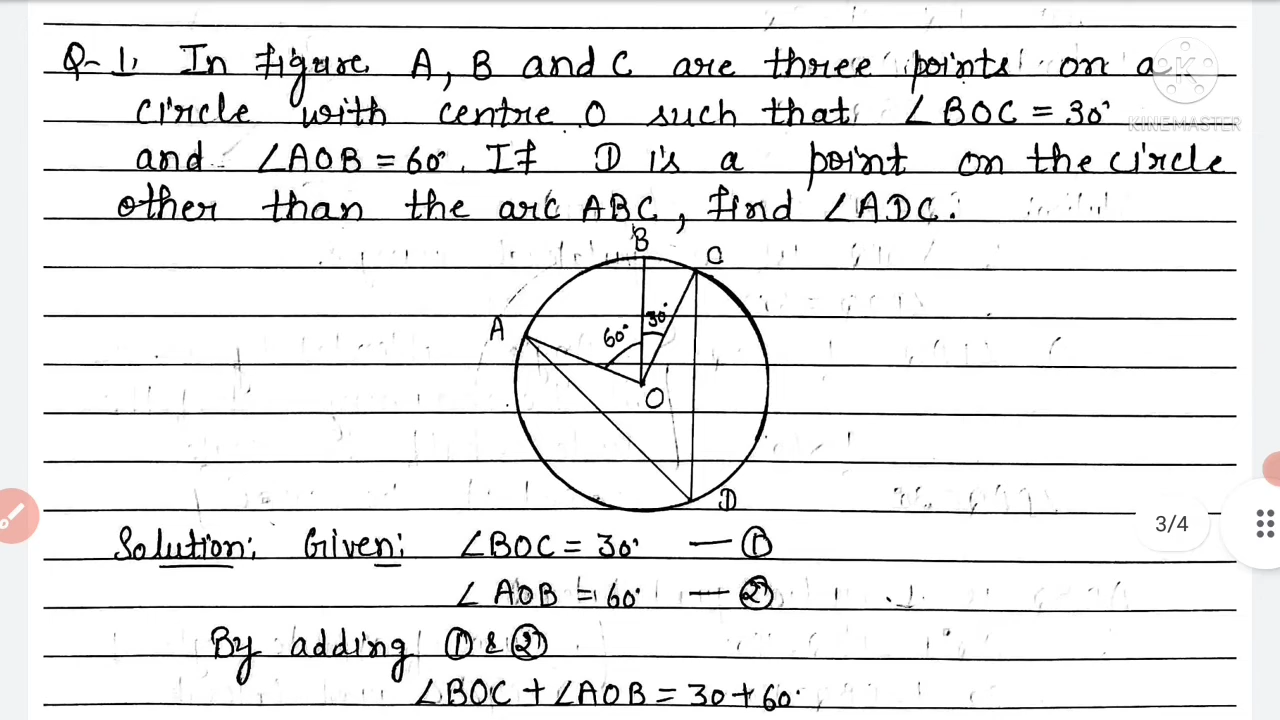 Q-1. In figure A, B and C are three points on a
KINEMASTER
circle with centre O such that ∠BOC = 30°
and ∠AOB = 60°. If D is a point on the circle
other than the arc ABC, find ∠ADC.
B
C
A
60°
30°
O
D
3/4
Solution: Given: ∠BOC = 30° — ①
∠AOB = 60° — ②
By adding ① & ②
∠BOC + ∠AOB = 30 + 60°